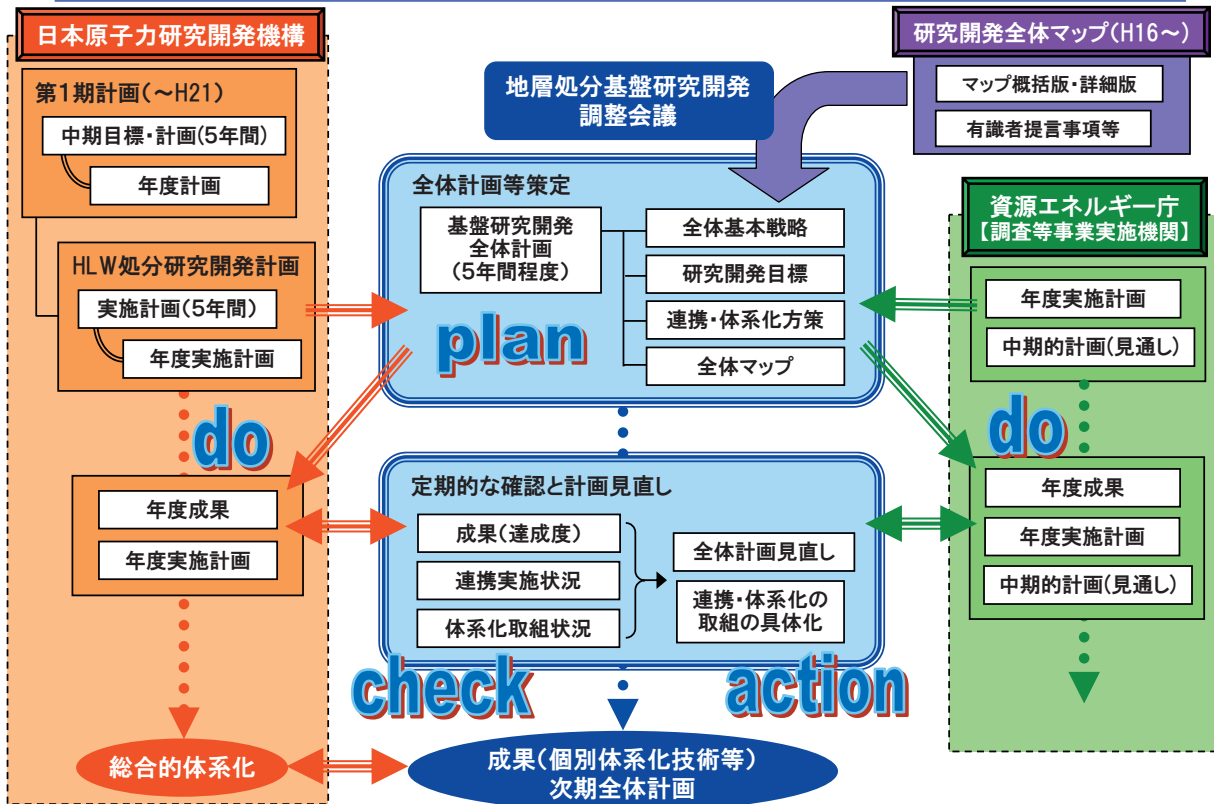 日本原子力研究開発機構
第1期計画(～H21)
中期目標・計画(5年間)
年度計画
HLW処分研究開発計画
実施計画(5年間)
年度実施計画
do
年度成果
年度実施計画
総合的体系化
地層処分基盤研究開発
調整会議
全体計画等策定
基盤研究開発
全体計画
(5年間程度)
全体基本戦略
研究開発目標
連携・体系化方策
全体マップ
plan
定期的な確認と計画見直し
成果(達成度)
連携実施状況
体系化取組状況
全体計画見直し
連携・体系化の
取組の具体化
check
action
成果(個別体系化技術等)
次期全体計画
研究開発全体マップ(H16～)
マップ概括版・詳細版
有識者提言事項等
資源エネルギー庁
【調査等事業実施機関】
年度実施計画
中期的計画(見通し)
do
年度成果
年度実施計画
中期的計画(見通し)